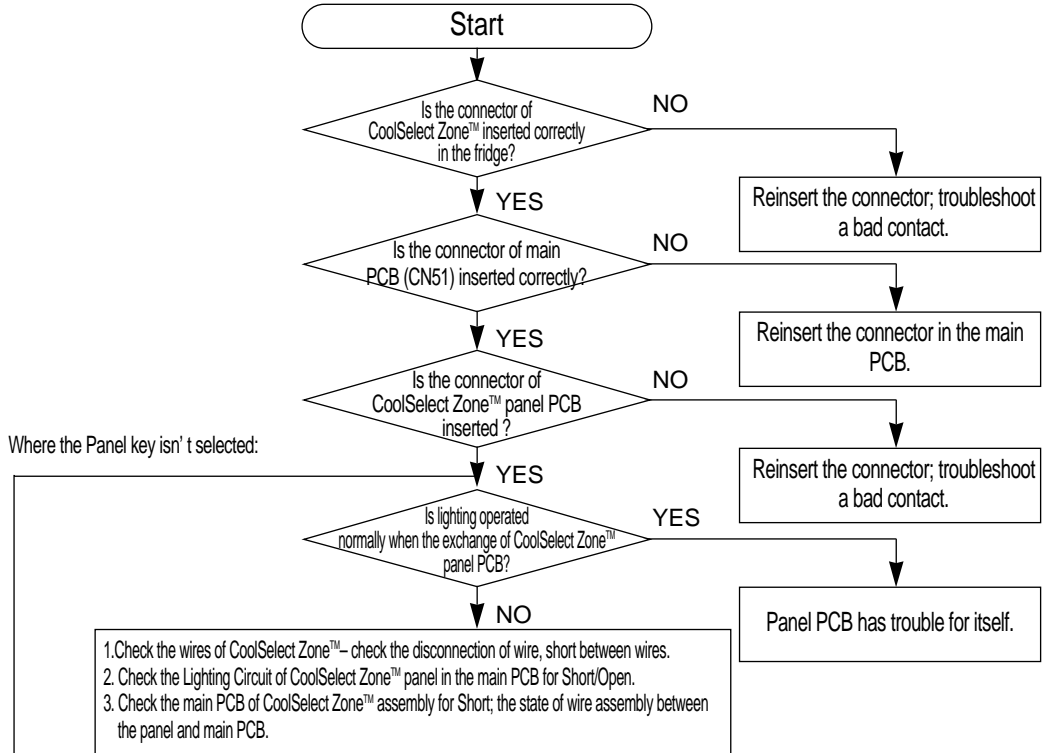 Start
Is the connector of
CoolSelect Zone™ inserted correctly
in the fridge?
NO
Reinsert the connector; troubleshoot
a bad contact.
YES
Is the connector of main
PCB (CN51) inserted correctly?
NO
Reinsert the connector in the main
PCB.
YES
Is the connector of
CoolSelect Zone™ panel PCB
inserted ?
NO
Reinsert the connector; troubleshoot
a bad contact.
Where the Panel key isn' t selected:
YES
Is lighting operated
normally when the exchange of CoolSelect Zone™
panel PCB?
YES
Panel PCB has trouble for itself.
NO
1.Check the wires of CoolSelect Zone™– check the disconnection of wire, short between wires.
2. Check the Lighting Circuit of CoolSelect Zone™ panel in the main PCB for Short/Open.
3. Check the main PCB of CoolSelect Zone™ assembly for Short; the state of wire assembly between
the panel and main PCB.